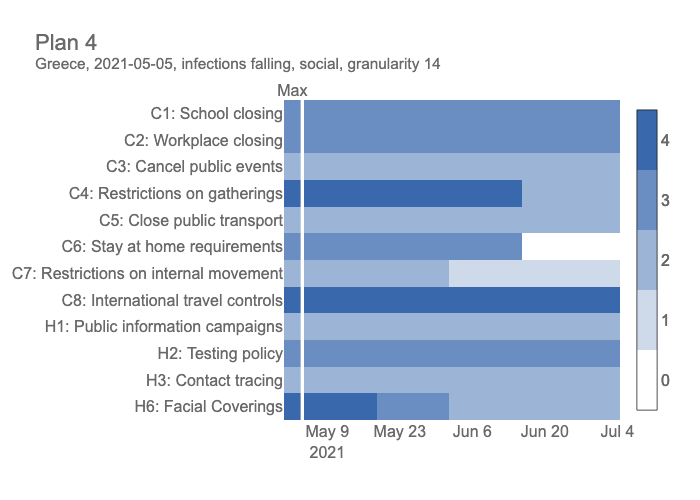 Plan 4
Greece, 2021-05-05, infections falling, social, granularity 14
Max
C1: School closing
C2: Workplace closing
C3: Cancel public events
C4: Restrictions on gatherings
C5: Close public transport
C6: Stay at home requirements
C7: Restrictions on internal movement
C8: International travel controls
H1: Public information campaigns
H2: Testing policy
H3: Contact tracing
H6: Facial Coverings
May 9 May 23 Jun 6 Jun 20 Jul 4
2021
4
3
2
1
0